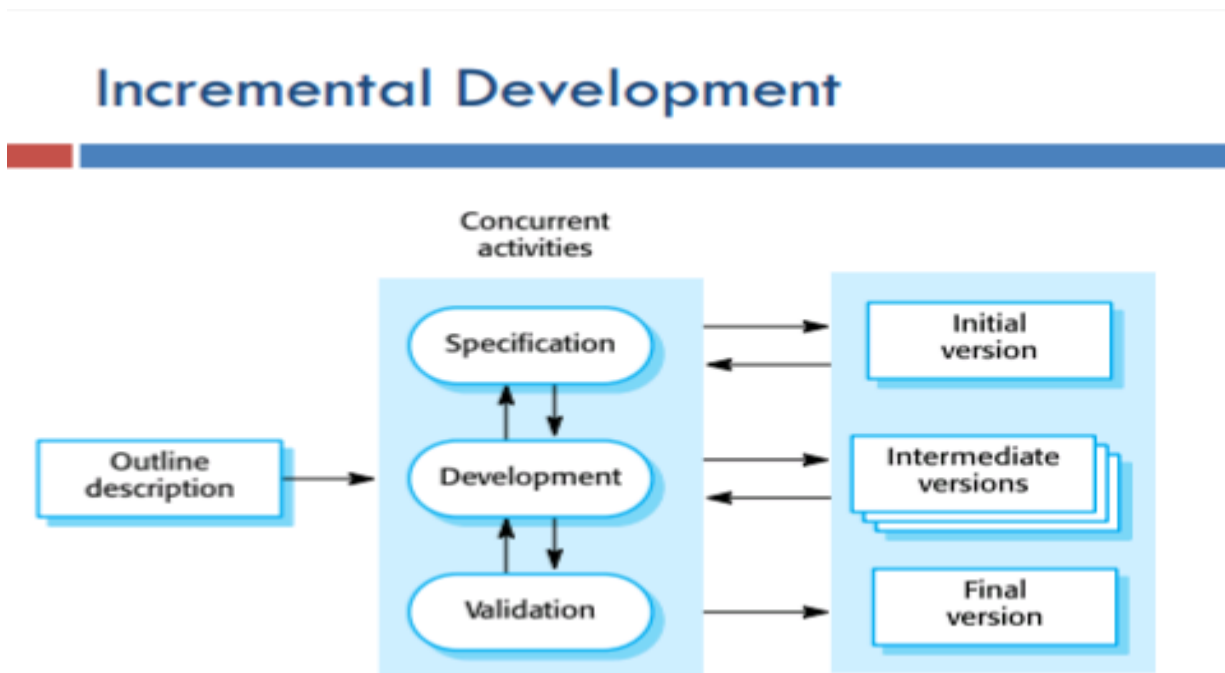 Incremental Development
Concurrent
activities
Specification
Initial
version
Outline
description
Development
Intermediate
versions
Validation
Final
version